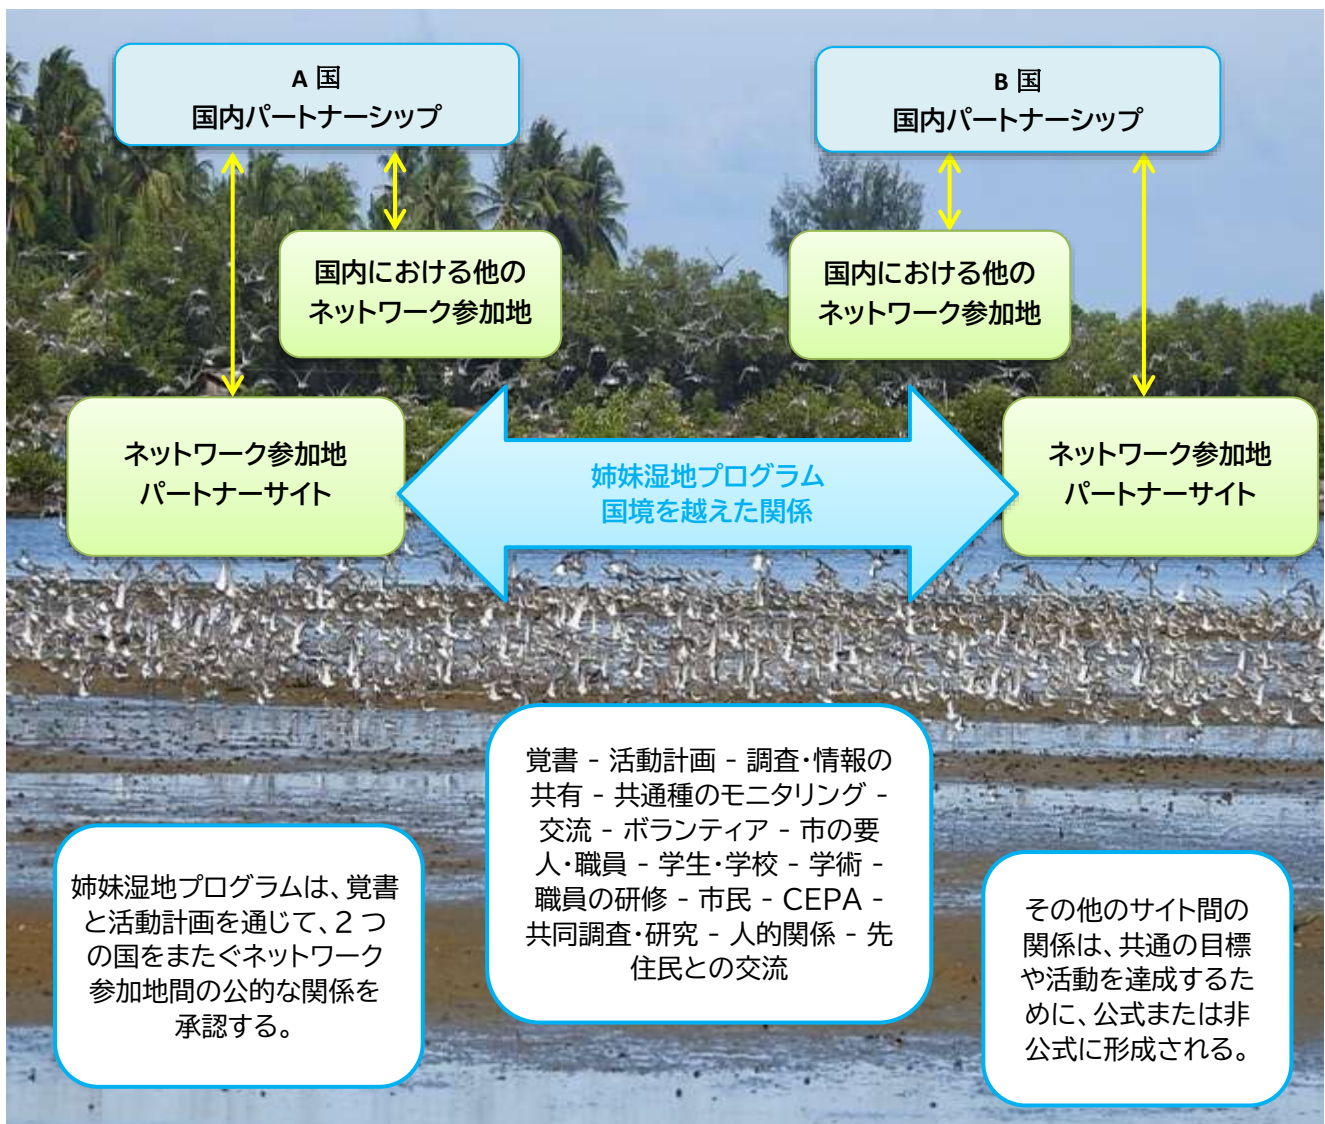 A 国
国内パートナーシップ
B 国
国内パートナーシップ
国内における他の
ネットワーク参加地
国内における他の
ネットワーク参加地
ネットワーク参加地
パートナーサイト
姉妹湿地プログラム
国境を越えた関係
ネットワーク参加地
パートナーサイト
覚書 - 活動計画 - 調査・情報の
共有 - 共通種のモニタリング -
交流 - ボランティア - 市の要
人・職員 - 学生・学校 - 学術 -
職員の研修 - 市民 - CEPA -
共同調査・研究 - 人的関係 - 先
住民との交流
姉妹湿地プログラムは、覚書
と活動計画を通じて、2 つ
の国をまたぐネットワーク
参加地間の公的な関係を
承認する。
その他のサイト間の
関係は、共通の目標
や活動を達成するた
めに、公式または非
公式に形成される。